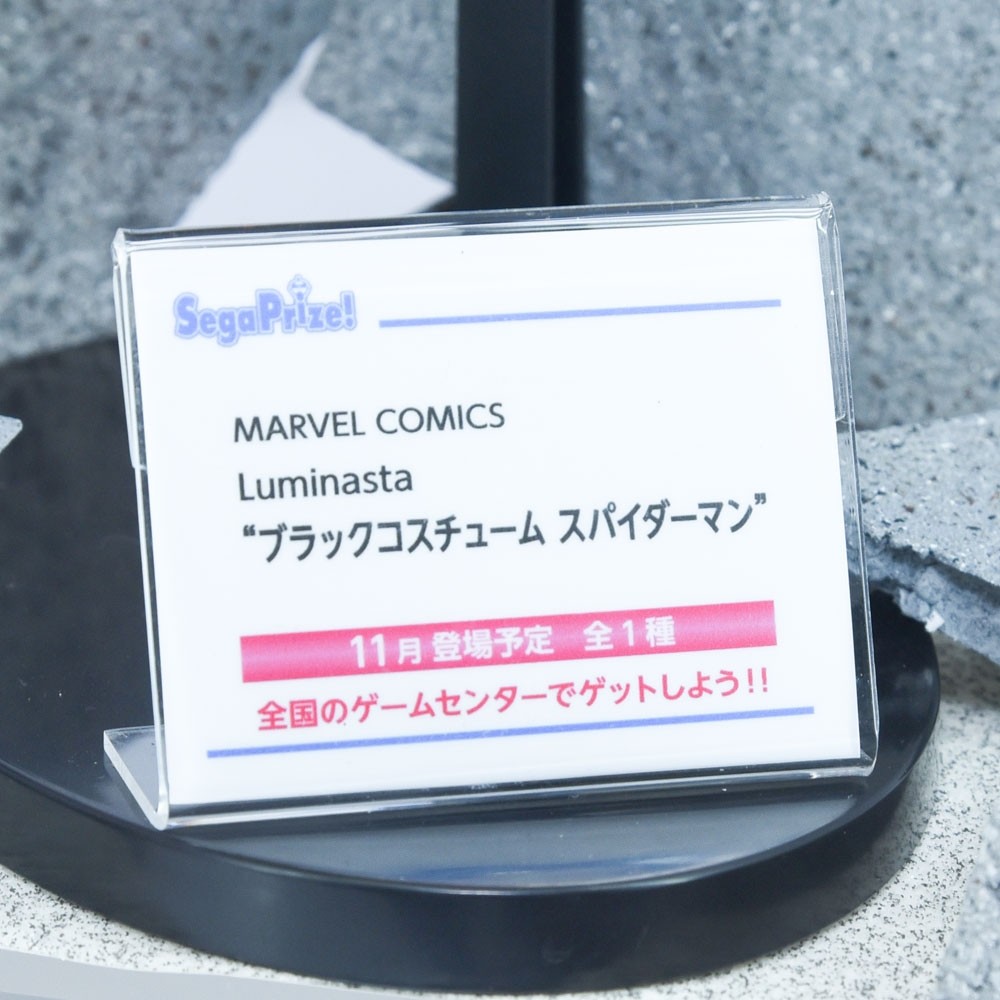 SegaPrize!
MARVEL COMICS
Luminasta
“ブラックコスチューム スパイダーマン”
11月 登場予定　全1種
全国のゲームセンターでゲットしよう!!